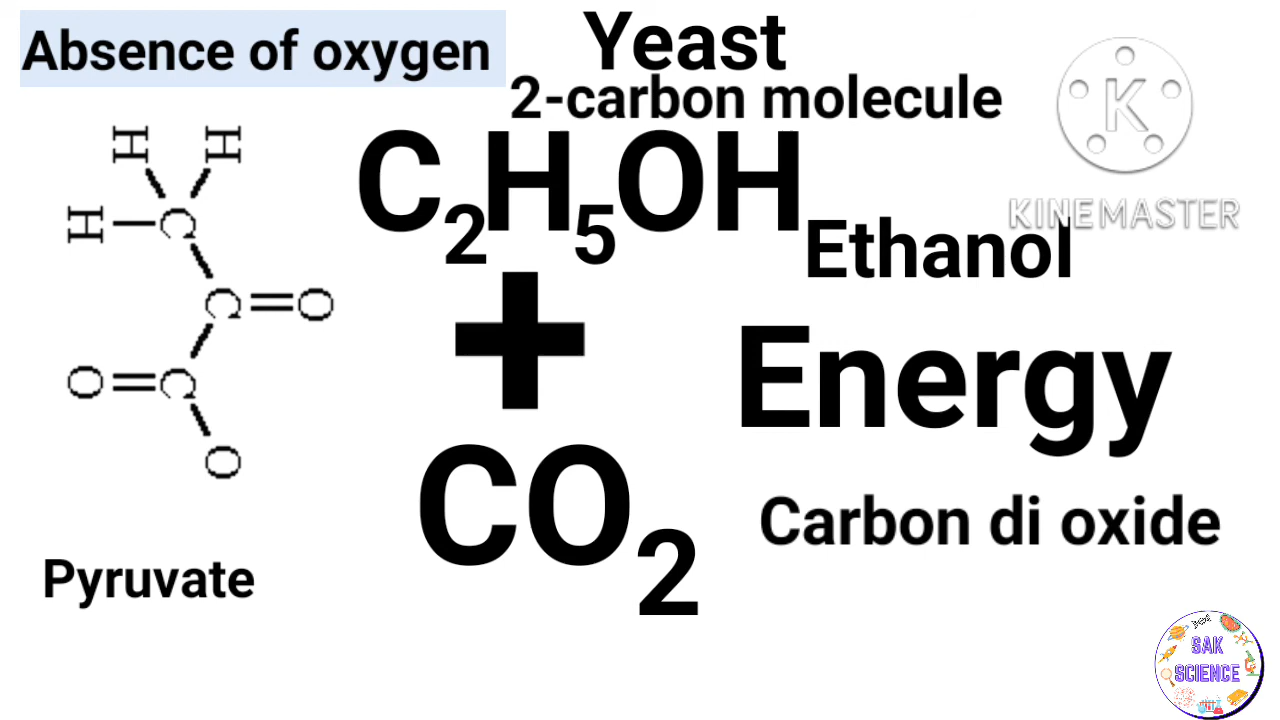 Absence of oxygen
Yeast
2-carbon molecule
C₂H₅OH
Ethanol
+
Energy
CO₂
Carbon di oxide
H H
H C
C=O
O=C
O
Pyruvate
KINEMASTER
K
SAK
SCIENCE